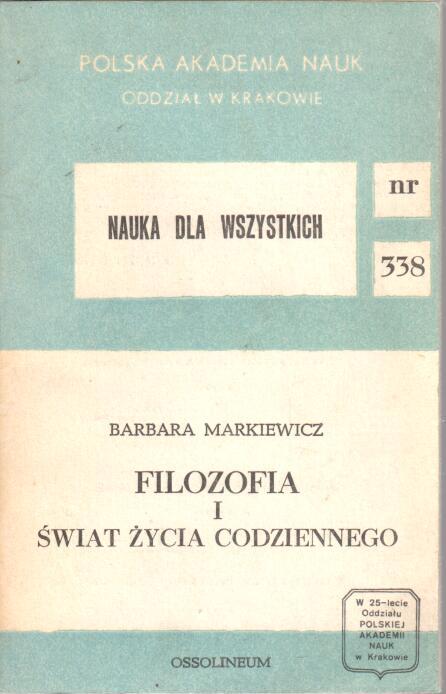 POLSKA AKADEMIA NAUK
ODDZIAŁ W KRAKOWIE
NAUKA DLA WSZYSTKICH
nr
338
BARBARA MARKIEWICZ
FILOZOFIA
I
ŚWIAT ŻYCIA CODZIENNEGO
W 25-lecie
Oddziału
POLSKIEJ
AKADEMII
NAUK
w Krakowie
OSSOLINEUM